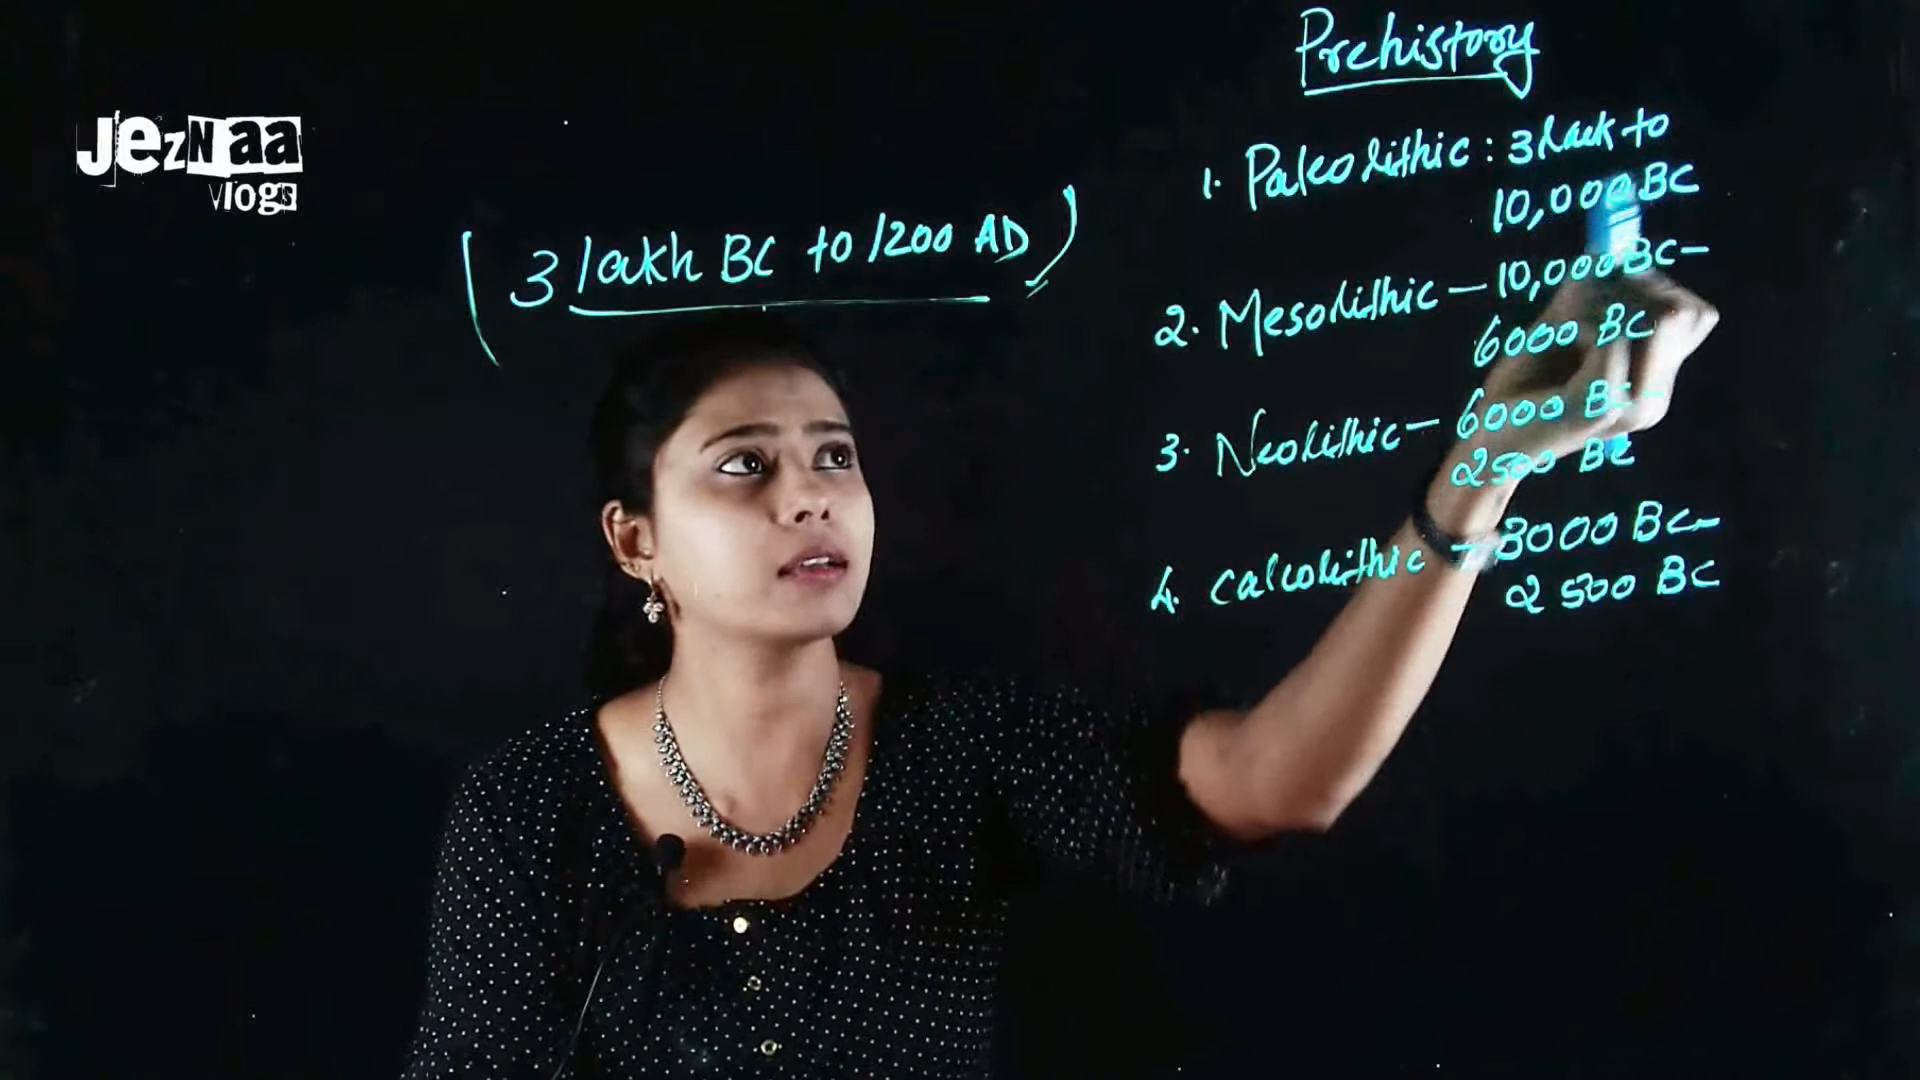 JEZNAA
vlogs
(3 lakh BC to 1200 AD)
Prehistory
1. Paleolithic : 3 lack to
10,000 BC
2. Mesolithic – 10,000 BC –
6000 BC
3. Neolithic – 6000 BC –
2500 BC
4. Calcolithic – 3000 BC –
2500 BC